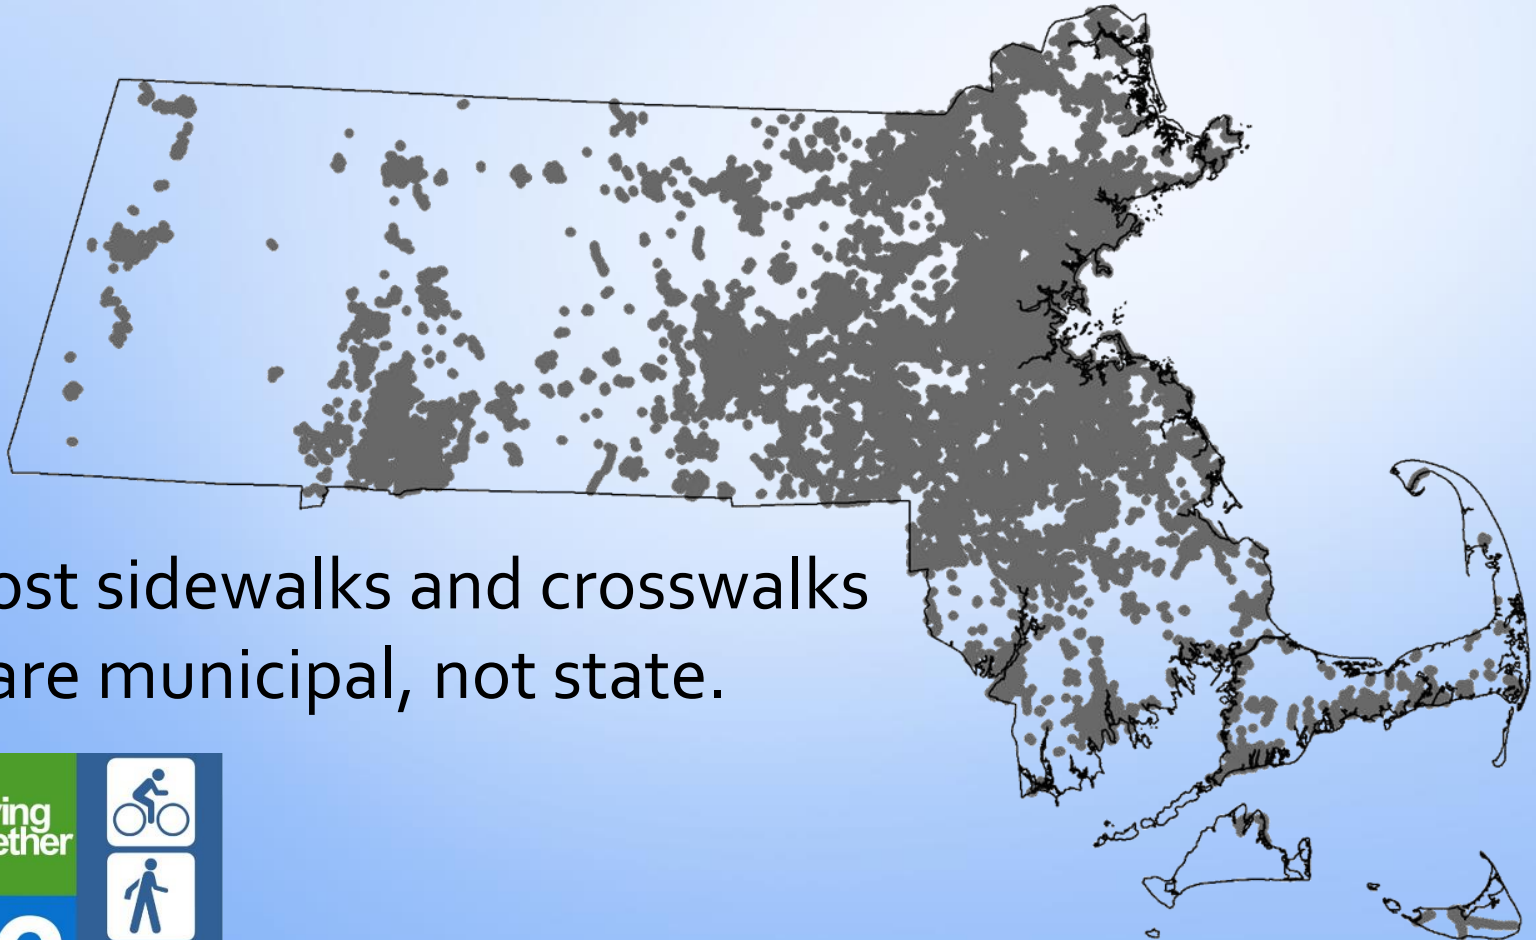 ost sidewalks and crosswalks
are municipal, not state.
ing
ether